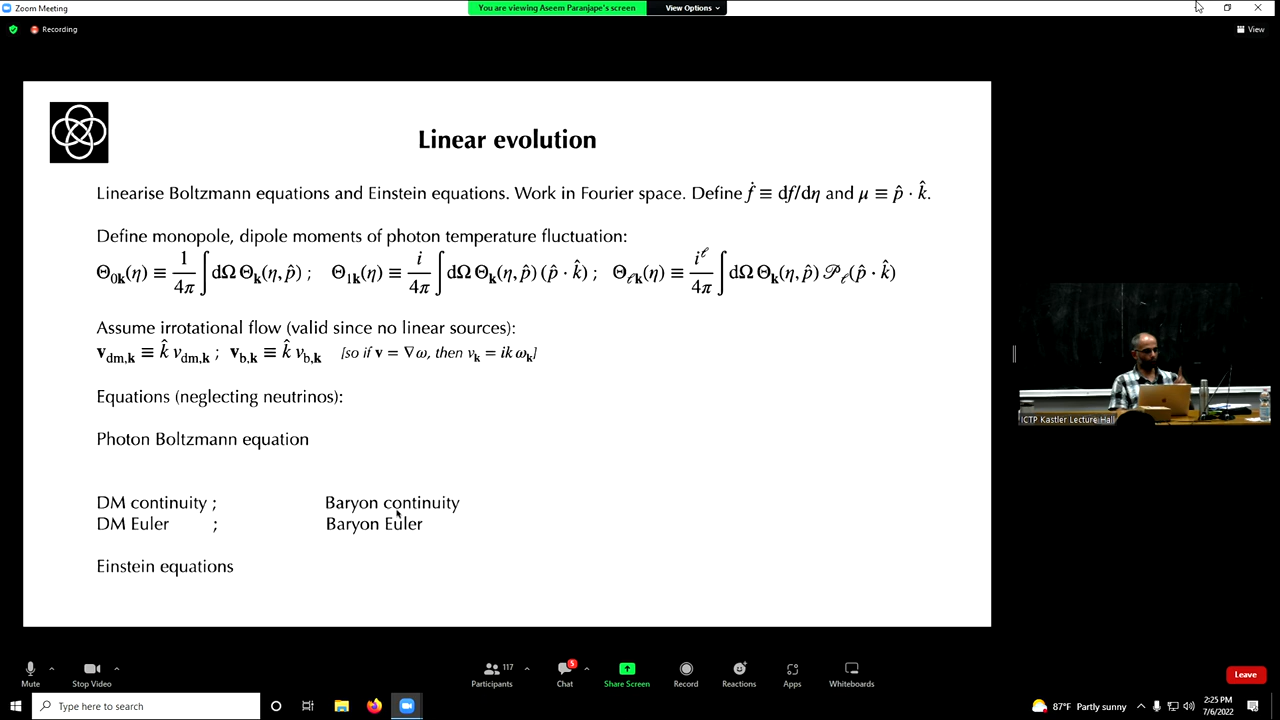 Zoom Meeting
You are viewing Aseem Paranjape's screen
View Options
Recording
View
Linear evolution
Linearise Boltzmann equations and Einstein equations. Work in Fourier space. Define ḟ ≡ df/dη and μ ≡ p̂ · k̂.
Define monopole, dipole moments of photon temperature fluctuation:
Θ₀𝐤(η) ≡ 1/4π ∫ dΩ Θ𝐤(η, p̂) ; Θ₁𝐤(η) ≡ i/4π ∫ dΩ Θ𝐤(η, p̂) (p̂ · k̂) ; Θℓ𝐤(η) ≡ i^ℓ/4π ∫ dΩ Θ𝐤(η, p̂) 𝒫ℓ(p̂ · k̂)
Assume irrotational flow (valid since no linear sources):
𝐯dm,𝐤 ≡ k̂ vdm,𝐤 ; 𝐯b,𝐤 ≡ k̂ vb,𝐤 [so if 𝐯 = ∇ω, then v𝐤 = ik ω𝐤]
Equations (neglecting neutrinos):
Photon Boltzmann equation
DM continuity ; Baryon continuity
DM Euler ; Baryon Euler
Einstein equations
ICTP Kastler Lecture Hall
Mute
Stop Video
Participants
117
Chat
5
Share Screen
Record
Reactions
Apps
Whiteboards
Leave
Type here to search
87°F Partly sunny
2:25 PM
7/6/2022